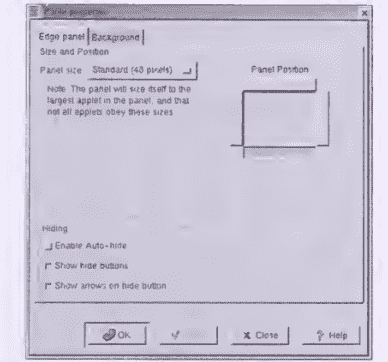 Panel properties
Edge panel Background
Size and Position
Panel size Standard (48 pixels)
Panel Position
Note: The panel will size itself to the
largest applet in the panel, and that
not all applets obey these sizes
Hiding
Enable Auto-hide
Show hide buttons
Show arrows on hide button
OK
Close
Help